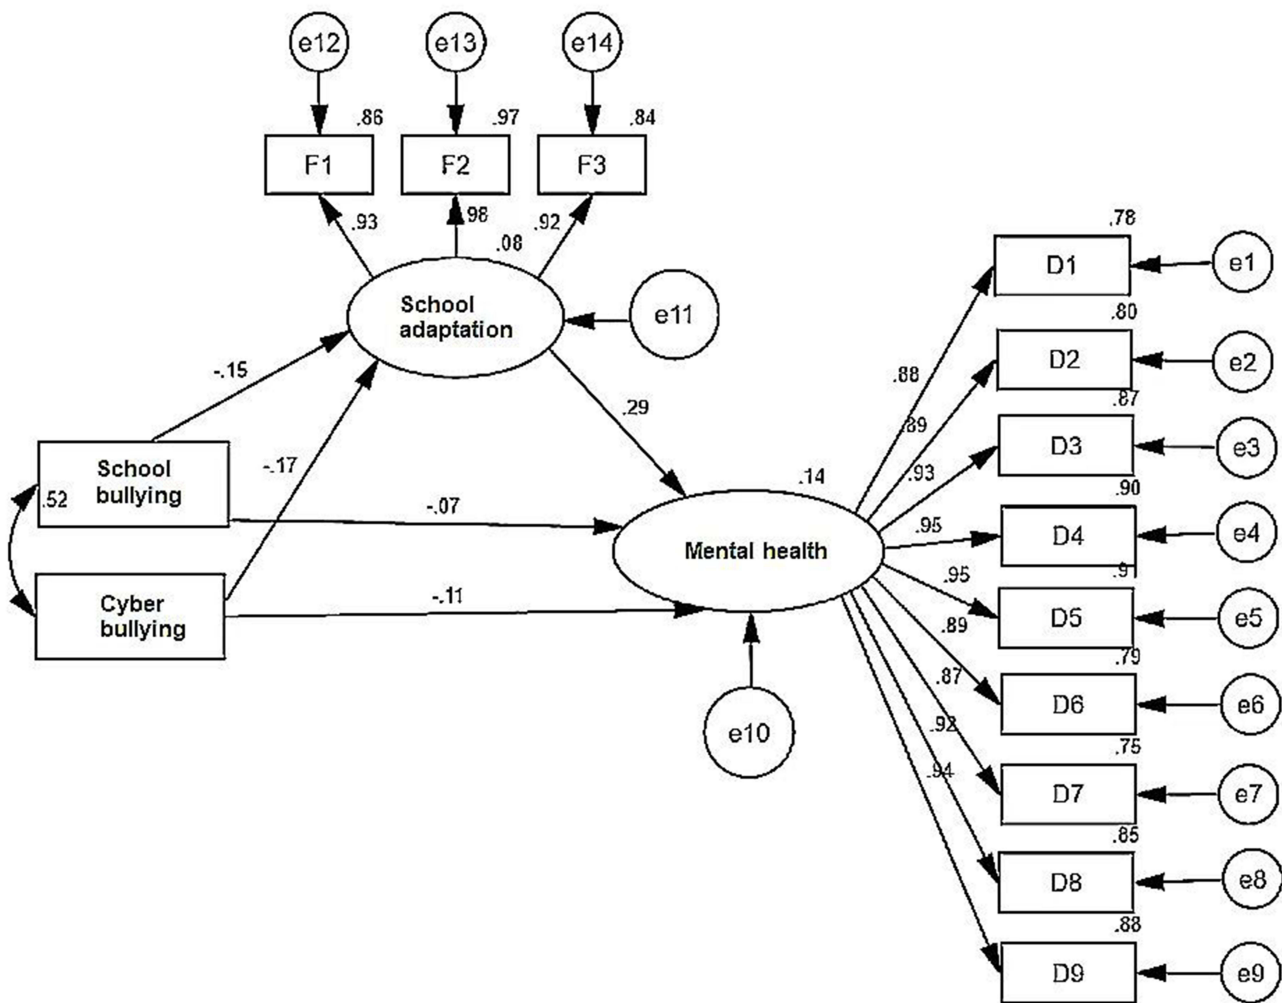 e12 e13 e14
.86 .97 .84
F1 F2 F3
.93 .98 .92
.08
School
adaptation
e11
-.15
-.17
.29
School
bullying
.52
-.07
.14
Mental health
Cyber
bullying
-.11
e10
.78
D1 e1
.80
.88
D2 e2
.87
.89
D3 e3
.93
.90
D4 e4
.95
.9
D5 e5
.95
.79
.89
D6 e6
.87
.75
.92
D7 e7
.94
.85
D8 e8
.88
D9 e9